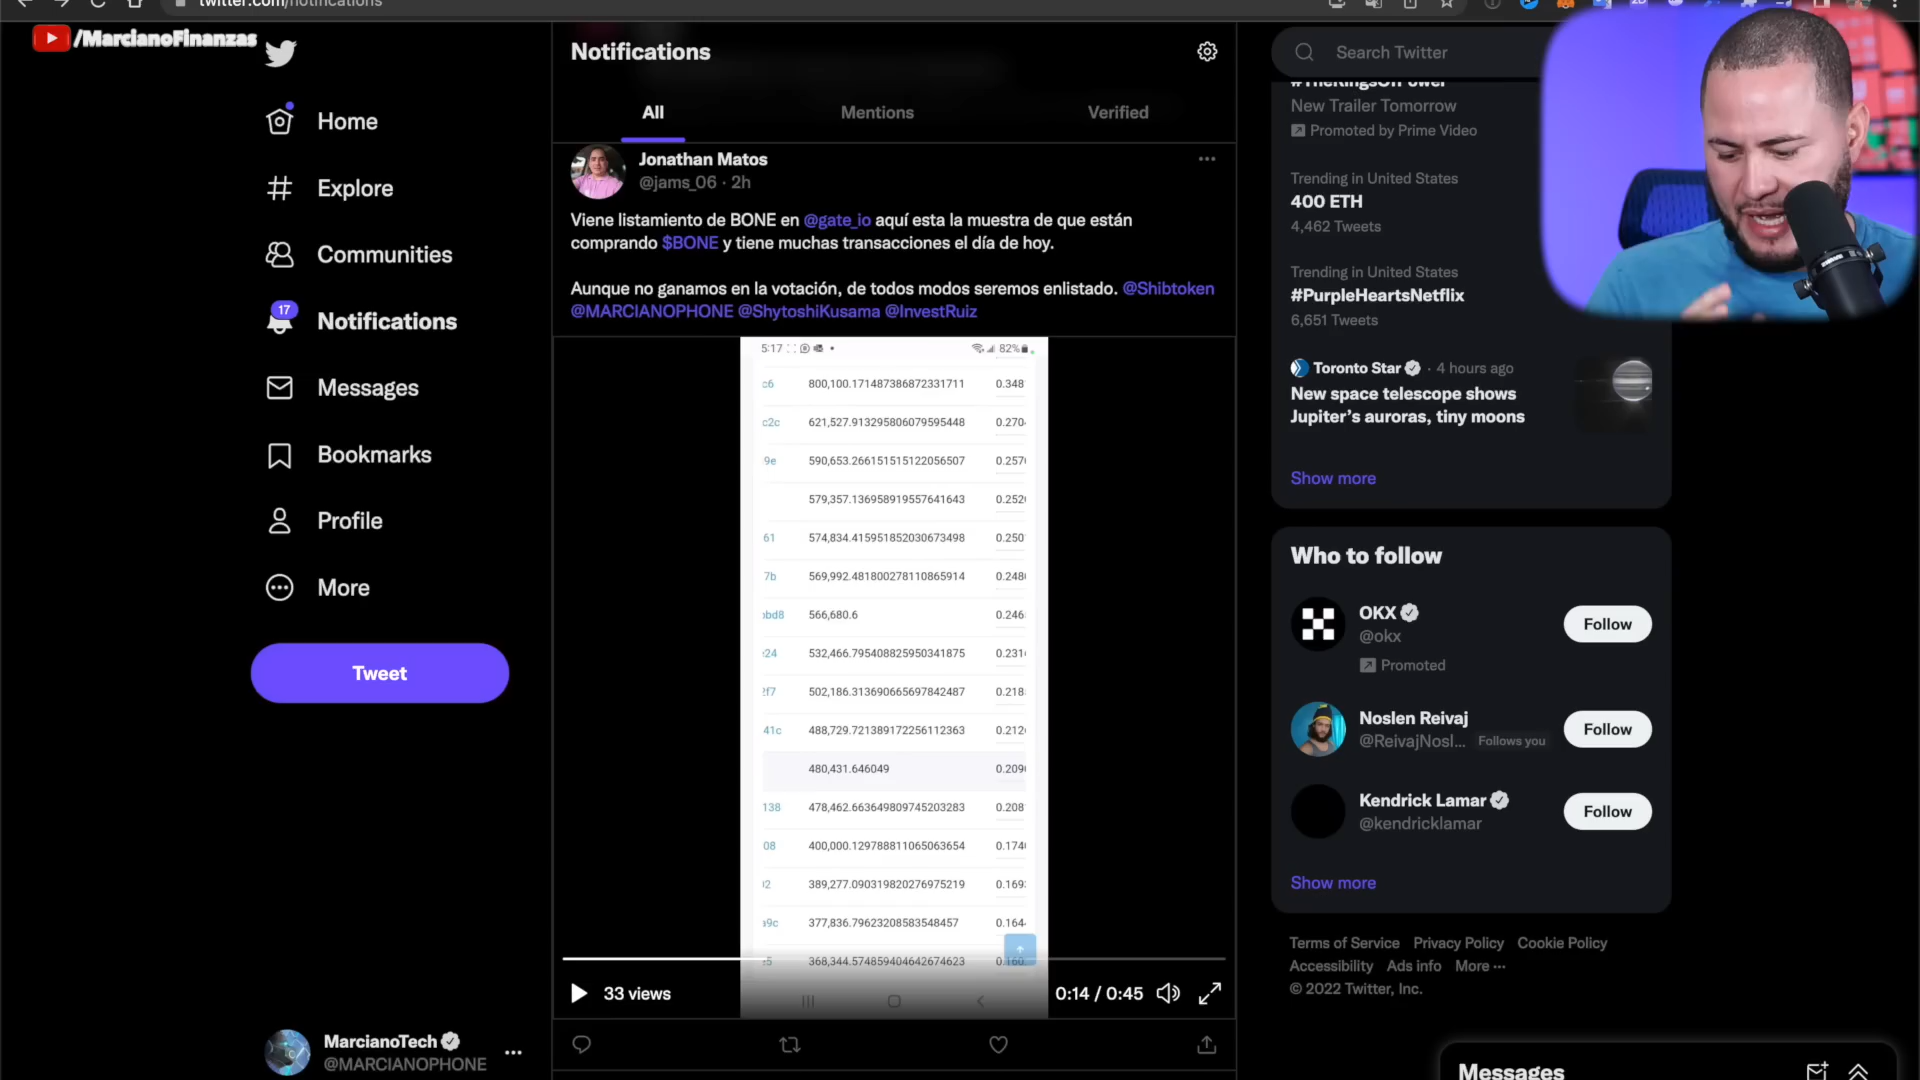 twitter.com/notifications
/MarcianoFinanzas
Home
Explore
Communities
17
Notifications
Messages
Bookmarks
Profile
More
Tweet
MarcianoTech
@MARCIANOPHONE
Notifications
All
Mentions
Verified
Jonathan Matos
@jams_06 · 2h
Viene listamiento de BONE en @gate_io aquí esta la muestra de que están
comprando $BONE y tiene muchas transacciones el día de hoy.
Aunque no ganamos en la votación, de todos modos seremos enlistado. @Shibtoken
@MARCIANOPHONE @ShytoshiKusama @InvestRuiz
5:17
82%
c6 800,100.171487386872331711 0.348
c2c 621,527.913295806079595448 0.270
9e 590,653.266151515122056507 0.257
579,357.136958919557641643 0.252
61 574,834.415951852030673498 0.250
7b 569,992.481800278110865914 0.248
bd8 566,680.6 0.246
24 532,466.795408825950341875 0.231
f7 502,186.313690665697842487 0.218
41c 488,729.721389172256112363 0.212
480,431.646049 0.209
138 478,462.663649809745203283 0.208
08 400,000.129788811065063654 0.174
2 389,277.090319820276975219 0.169
a9c 377,836.79623208583548457 0.164
5 368,344.574859404642674623 0.160
33 views
0:14 / 0:45
Search Twitter
#TheRingsOfPower
New Trailer Tomorrow
Promoted by Prime Video
Trending in United States
400 ETH
4,462 Tweets
Trending in United States
#PurpleHeartsNetflix
6,651 Tweets
Toronto Star · 4 hours ago
New space telescope shows
Jupiter’s auroras, tiny moons
Show more
Who to follow
OKX
@okx
Promoted
Follow
Noslen Reivaj
@ReivajNosl... Follows you
Follow
Kendrick Lamar
@kendricklamar
Follow
Show more
Terms of Service Privacy Policy Cookie Policy
Accessibility Ads info More ···
© 2022 Twitter, Inc.
Messages